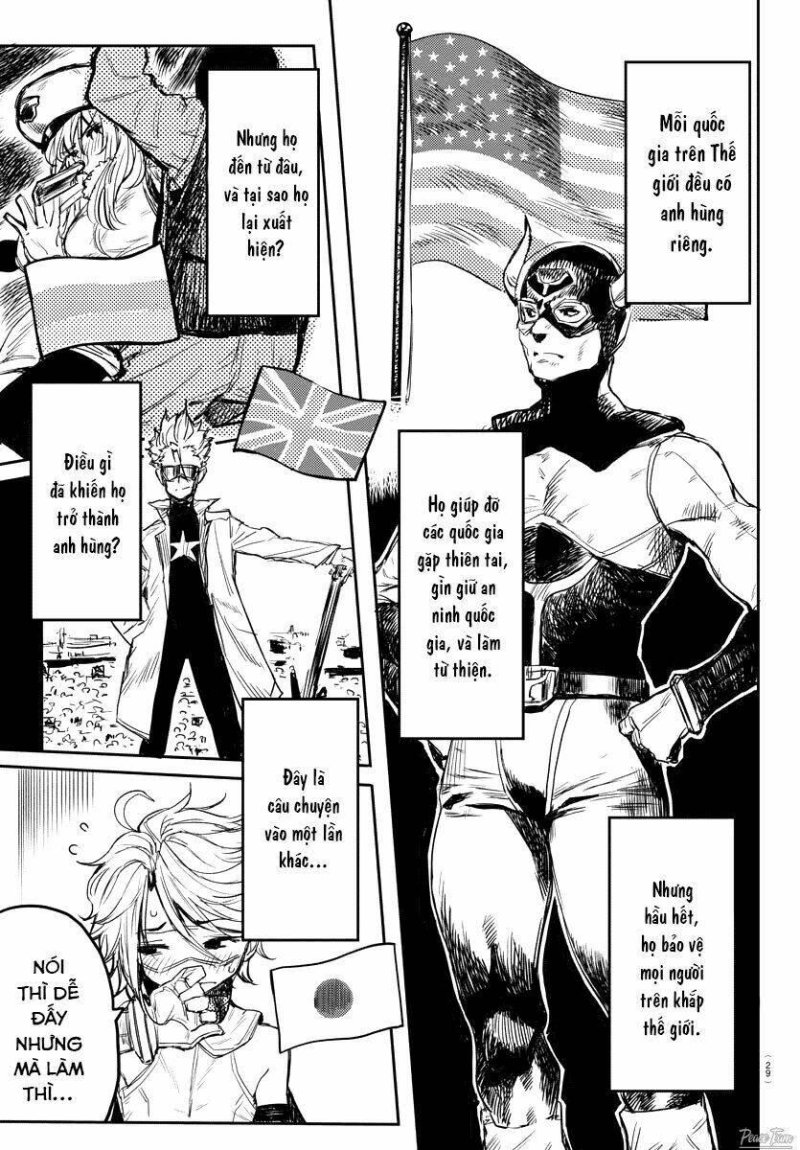 Mỗi quốc
gia trên Thế
giới đều có
anh hùng
riêng.
Họ giúp đỡ
các quốc gia
gặp thiên tai,
gìn giữ an
ninh quốc
gia, và làm
từ thiện.
Nhưng
hầu hết,
họ bảo vệ
mọi người
trên khắp
thế giới.
Nhưng họ
đến từ đâu,
và tại sao họ
lại xuất
hiện?
Điều gì
đã khiến họ
trở thành
anh hùng?
Đây là
câu chuyện
vào một lần
khác...
NÓI
THÌ DỄ
ĐẤY
NHƯNG
MÀ LÀM
THÌ...
29
Peace Team